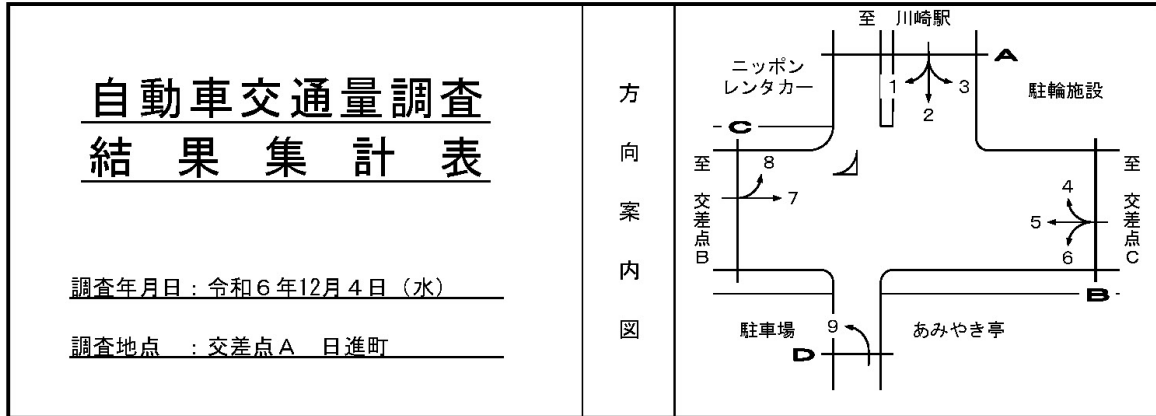 自動車交通量調査
結果集計表
調査年月日：令和６年12月４日（水）
調査地点　：交差点Ａ　日進町
方向案内図
至　川崎駅
A
ニッポン
レンタカー
1
2
3
駐輪施設
C
至　交差点B
8
7
4
5
6
至　交差点C
B
駐車場
9
あみやき亭
D